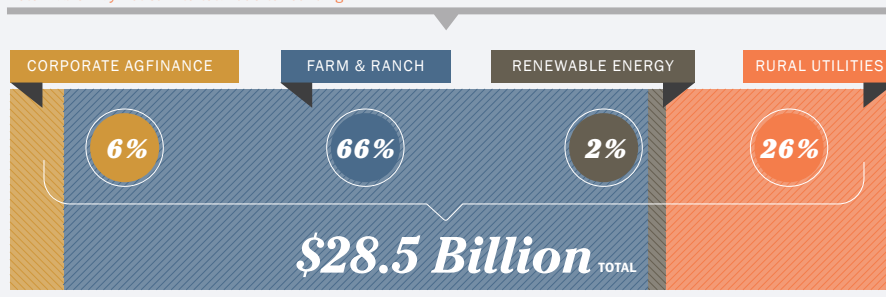 CORPORATE AGFINANCE
FARM & RANCH
RENEWABLE ENERGY
RURAL UTILITIES
6%
66%
2%
26%
$28.5 Billion TOTAL